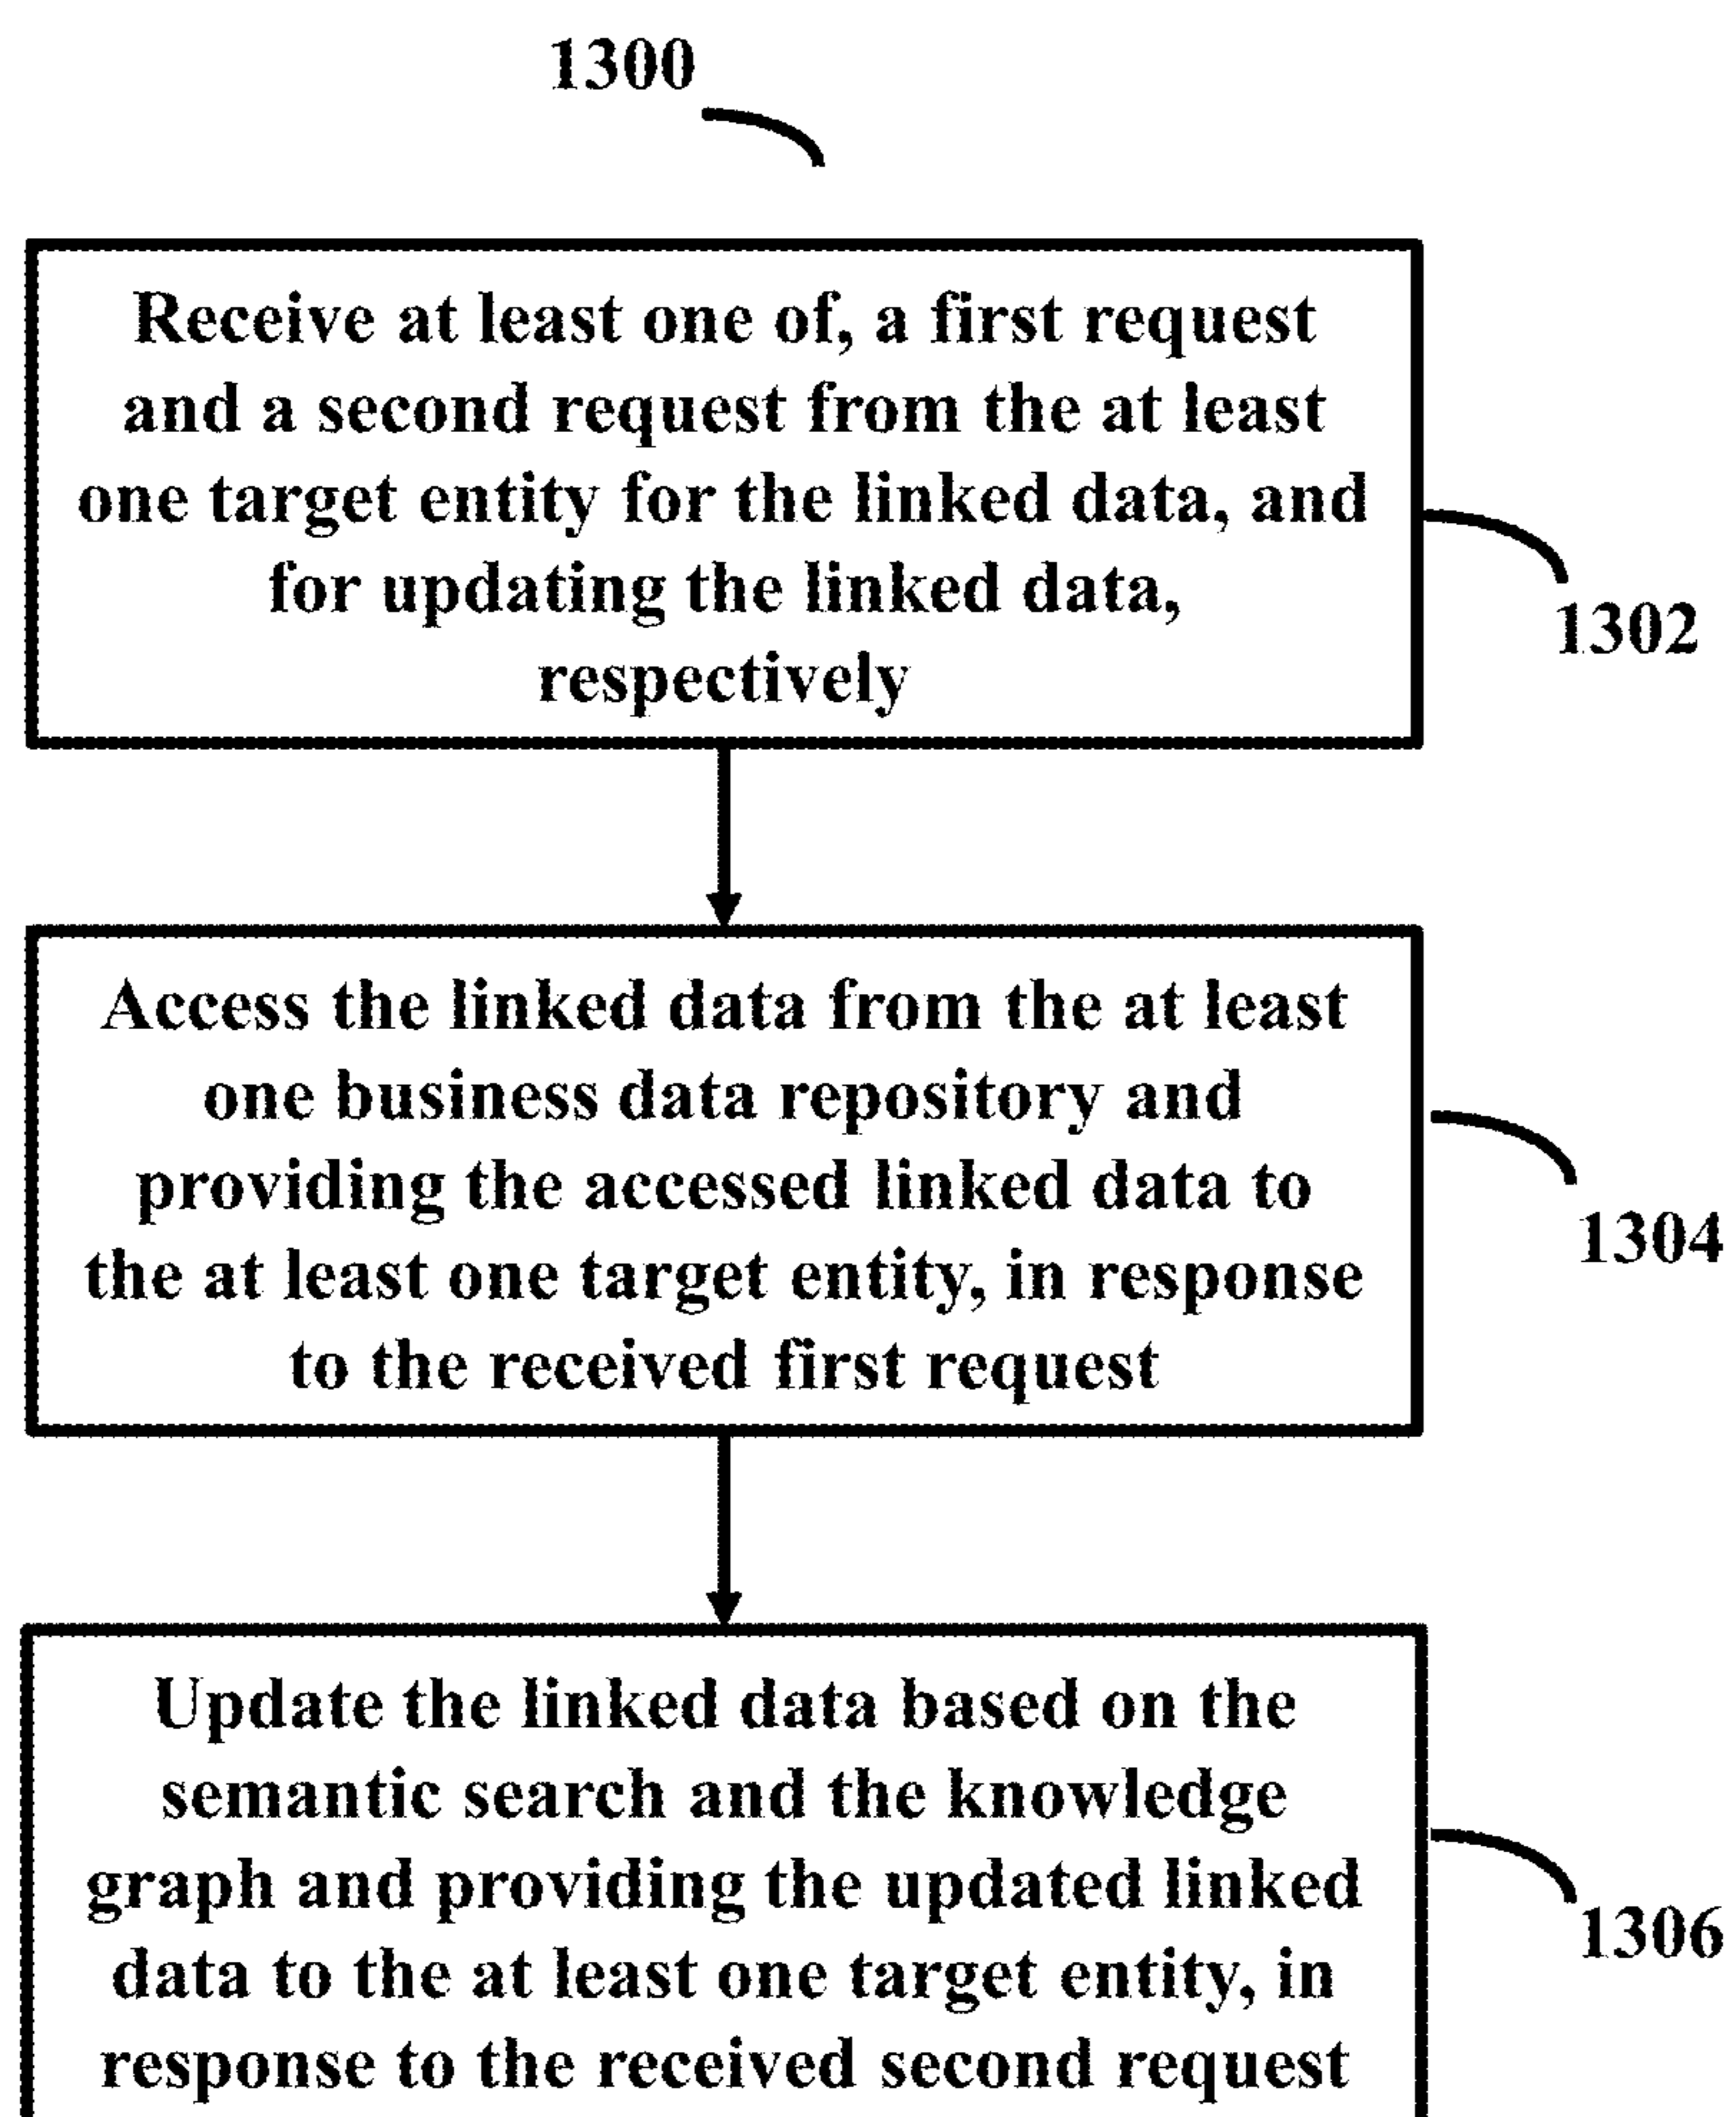 1300
Receive at least one of, a first request
and a second request from the at least
one target entity for the linked data, and
for updating the linked data,
respectively
1302
Access the linked data from the at least
one business data repository and
providing the accessed linked data to
the at least one target entity, in response
to the received first request
1304
Update the linked data based on the
semantic search and the knowledge
graph and providing the updated linked
data to the at least one target entity, in
response to the received second request
1306